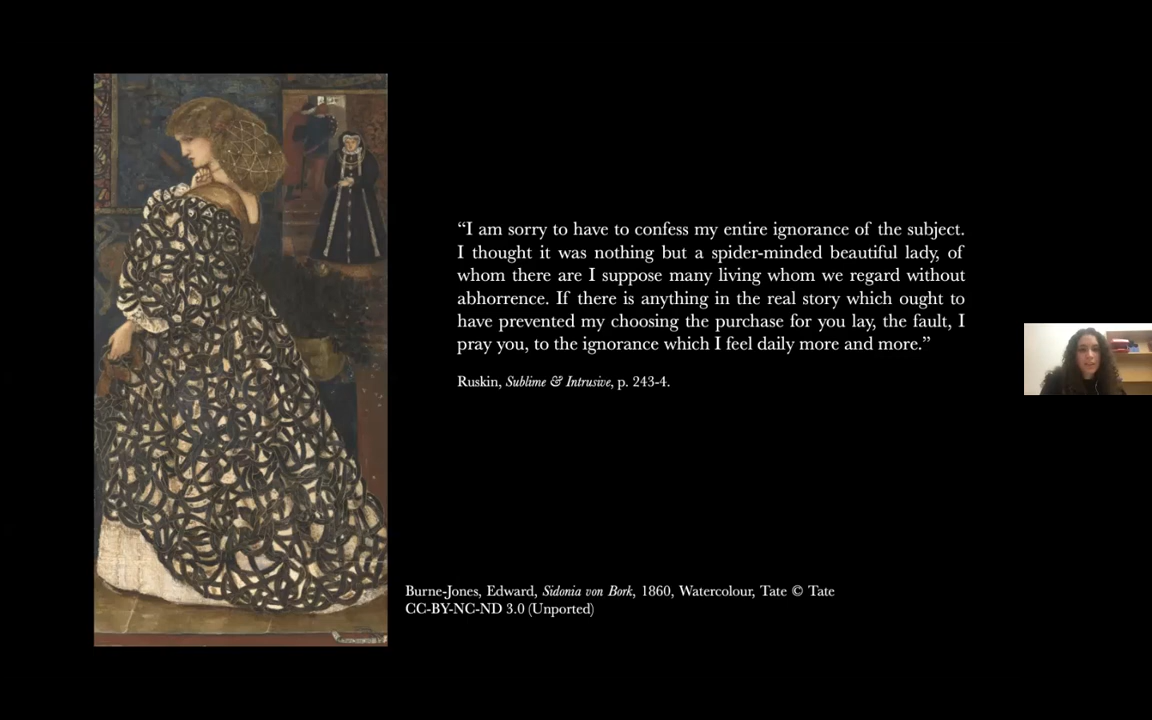 “I am sorry to have to confess my entire ignorance of the subject.
I thought it was nothing but a spider-minded beautiful lady, of
whom there are I suppose many living whom we regard without
abhorrence. If there is anything in the real story which ought to
have prevented my choosing the purchase for you lay, the fault, I
pray you, to the ignorance which I feel daily more and more.”
Ruskin, Sublime & Intrusive, p. 243-4.
Burne-Jones, Edward, Sidonia von Bork, 1860, Watercolour, Tate © Tate
CC-BY-NC-ND 3.0 (Unported)